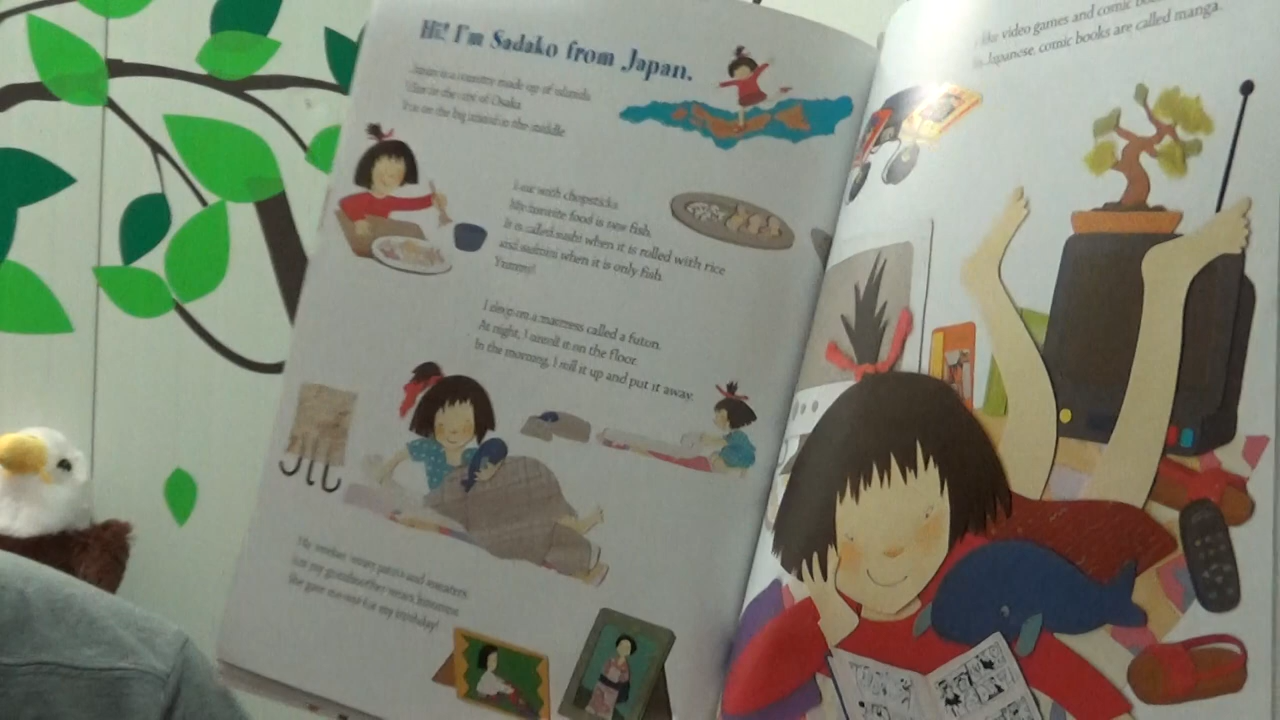 Hi! I'm Sadako from Japan.
Japan is a country made up of islands.
I live in the city of Osaka.
It is on the big island in the middle.
I eat with chopsticks.
My favorite food is raw fish.
It is called sushi when it is rolled with rice
and sashimi when it is only fish.
Yummy!
I sleep on a mattress called a futon.
At night, I unroll it on the floor.
In the morning, I roll it up and put it away.
My mother wears pants and sweaters
but my grandmother wears kimonos.
She gave me one for my birthday!
I like video games and comic
In Japanese, comic books are called manga.